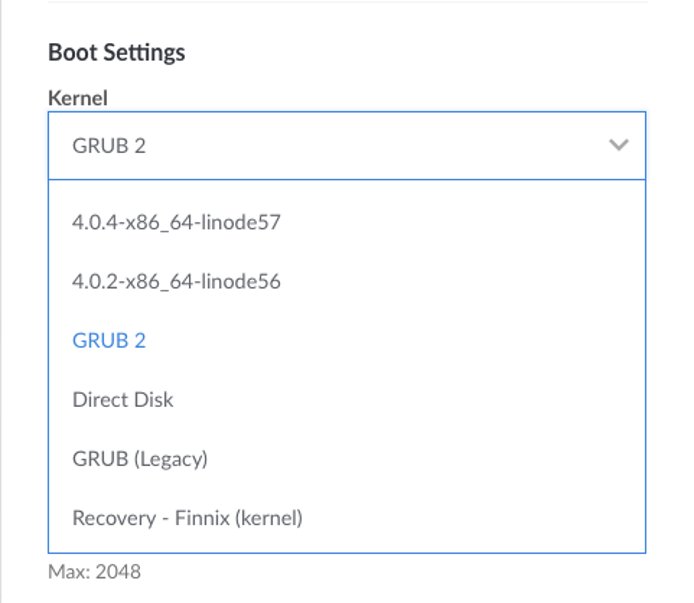 Boot Settings
Kernel
GRUB 2
4.0.4-x86_64-linode57
4.0.2-x86_64-linode56
GRUB 2
Direct Disk
GRUB (Legacy)
Recovery - Finnix (kernel)
Max: 2048